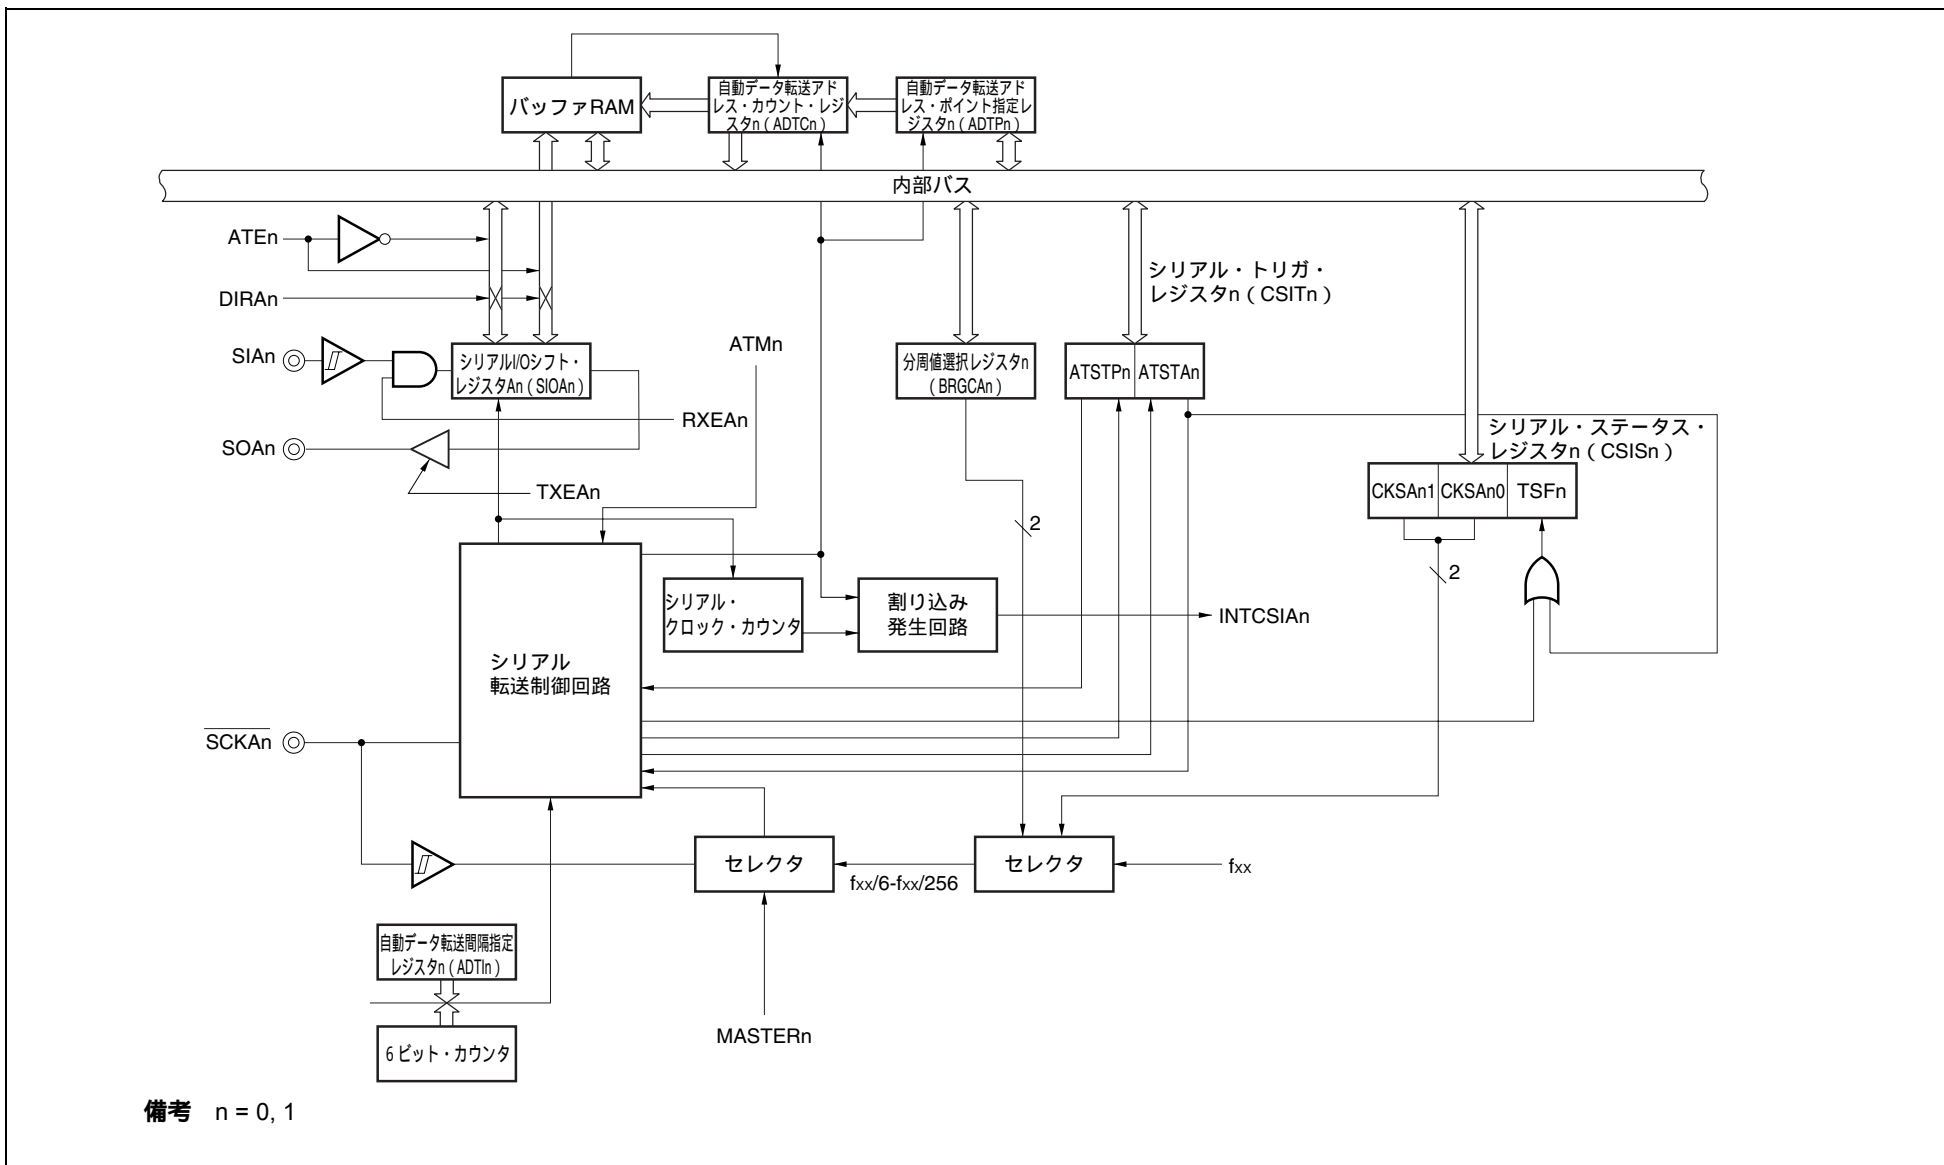 バッファRAM
自動データ転送アド
レス・カウント・レジ
スタn（ADTCn）
自動データ転送アド
レス・ポイント指定レ
ジスタn（ADTPn）
内部バス
ATEn
DIRAn
SIAn
シリアルI/Oシフト・
レジスタAn（SIOAn）
RXEAn
SOAn
TXEAn
ATMn
分周値選択レジスタn
（BRGCAn）
シリアル・トリガ・
レジスタn（CSITn）
ATSTPn
ATSTAn
シリアル・ステータス・
レジスタn（CSISn）
CKSAn1
CKSAn0
TSFn
2
2
シリアル・
クロック・カウンタ
割り込み
発生回路
INTCSIAn
シリアル
転送制御回路
SCKAn
セレクタ
fxx/6-fxx/256
セレクタ
fxx
自動データ転送間隔指定
レジスタn（ADTIn）
6ビット・カウンタ
MASTERn
備考 n = 0, 1